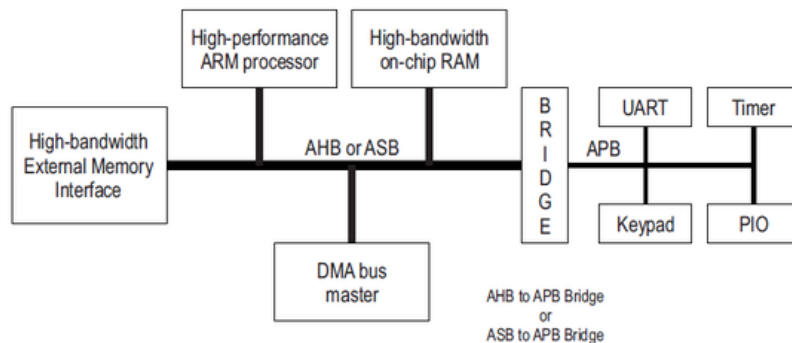 High-performance
ARM processor
High-bandwidth
on-chip RAM
High-bandwidth
External Memory
Interface
AHB or ASB
B
R
I
D
G
E
APB
UART
Timer
Keypad
PIO
DMA bus
master
AHB to APB Bridge
or
ASB to APB Bridge